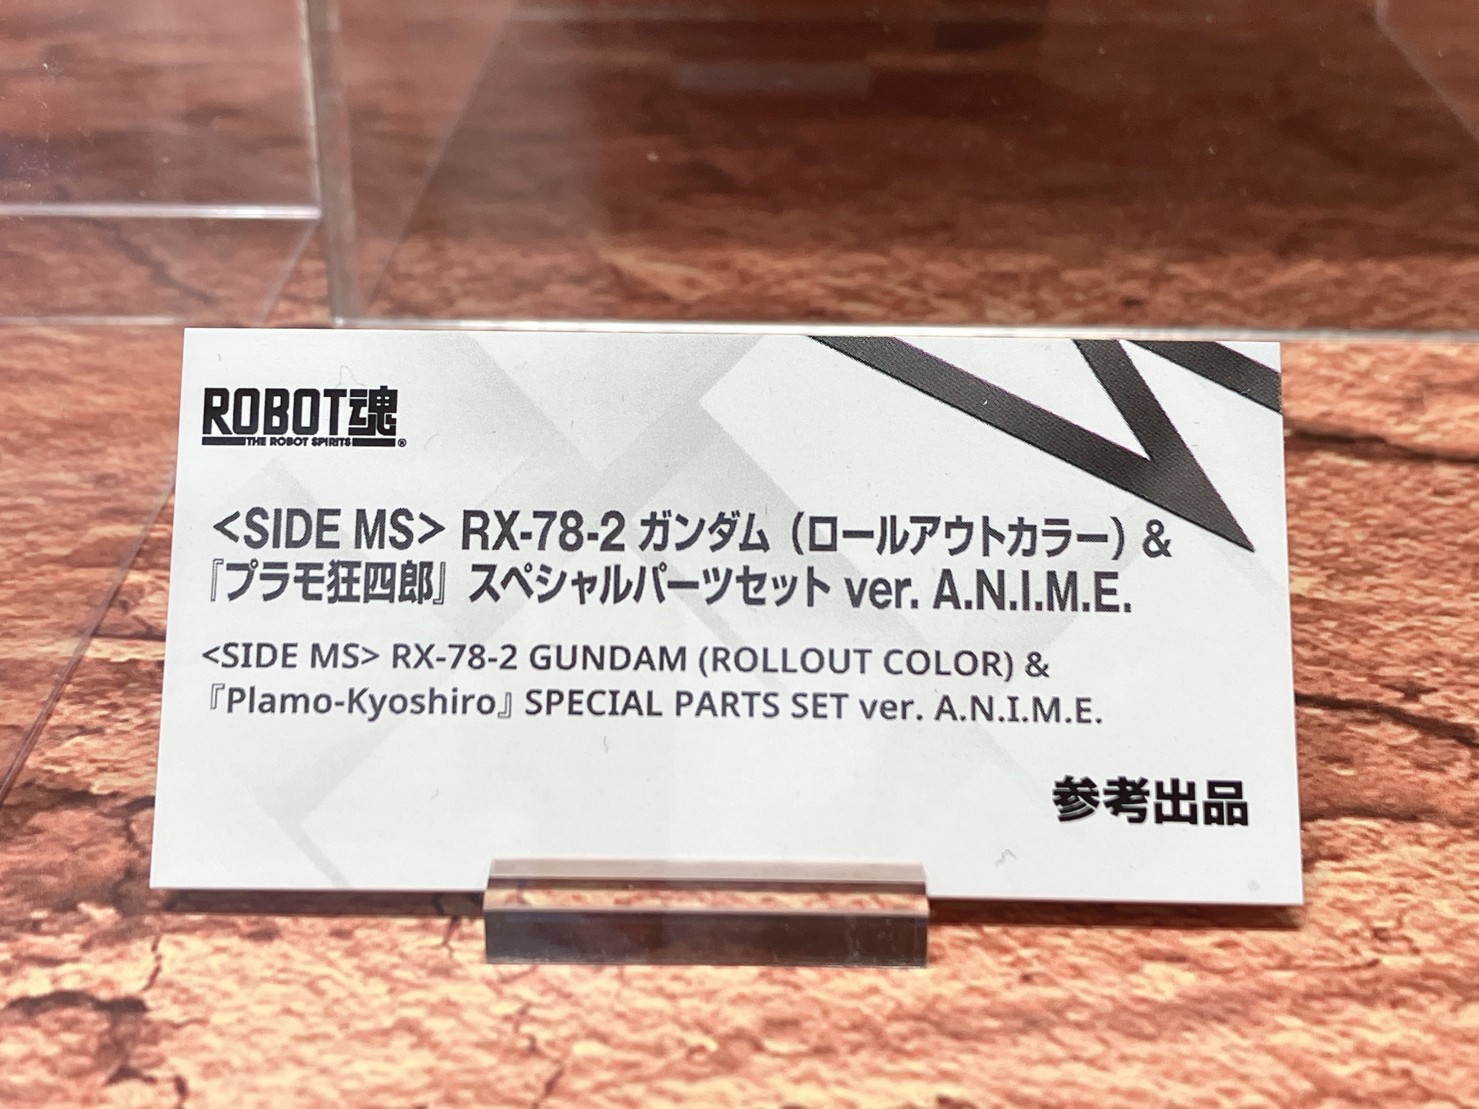 ROBOT魂
THE ROBOT SPIRITS ®
＜SIDE MS＞ RX-78-2 ガンダム（ロールアウトカラー）＆
『プラモ狂四郎』 スペシャルパーツセット ver. A.N.I.M.E.
<SIDE MS> RX-78-2 GUNDAM (ROLLOUT COLOR) &
『Plamo-Kyoshiro』 SPECIAL PARTS SET ver. A.N.I.M.E.
参考出品